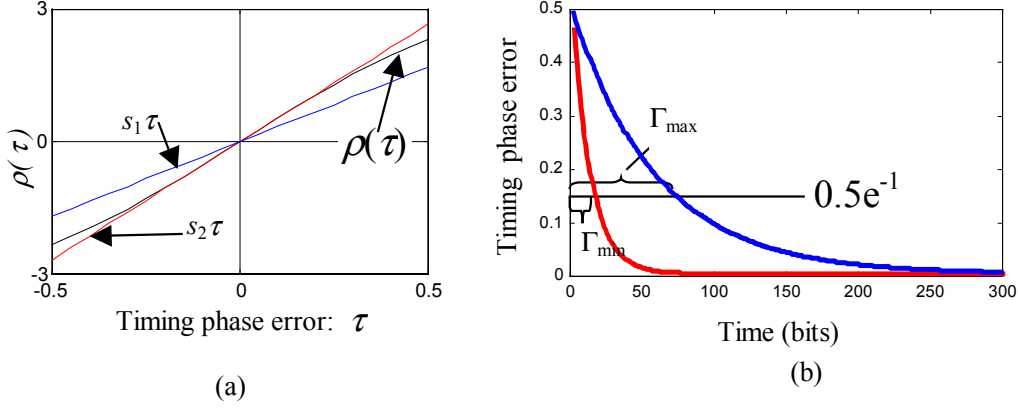 3
0
-3
ρ(τ)
s₁τ
s₂τ
ρ(τ)
-0.5
0
0.5
Timing phase error: τ
(a)
0.5
0.4
0.3
0.2
0.1
0
Timing phase error
Γmax
Γmin
0.5e⁻¹
0
50
100
150
200
250
300
Time (bits)
(b)